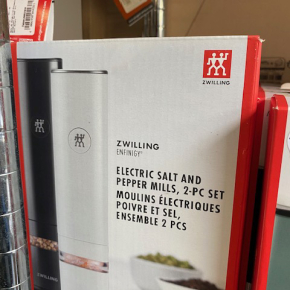 ZWILLING
ZWILLING
ENFINIGY
ELECTRIC SALT AND
PEPPER MILLS, 2-PC SET
MOULINS ÉLECTRIQUES
POIVRE ET SEL,
ENSEMBLE 2 PCS
ZWILLING